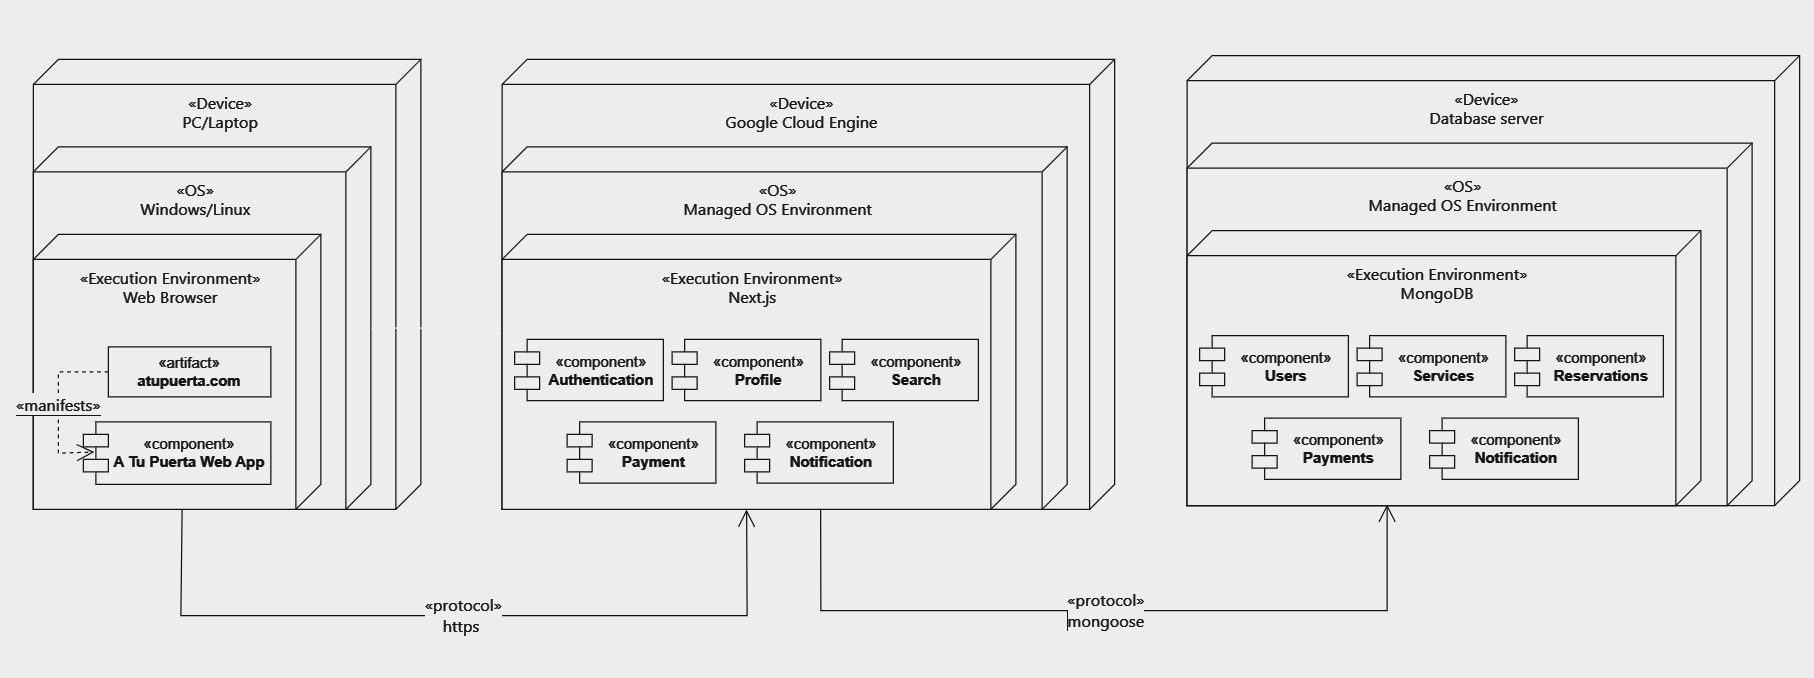 «Device»
PC/Laptop
«OS»
Windows/Linux
«Execution Environment»
Web Browser
«artifact»
atupuerta.com
«manifests»
«component»
A Tu Puerta Web App
«Device»
Google Cloud Engine
«OS»
Managed OS Environment
«Execution Environment»
Next.js
«component»
Authentication
«component»
Profile
«component»
Search
«component»
Payment
«component»
Notification
«Device»
Database server
«OS»
Managed OS Environment
«Execution Environment»
MongoDB
«component»
Users
«component»
Services
«component»
Reservations
«component»
Payments
«component»
Notification
«protocol»
https
«protocol»
mongoose